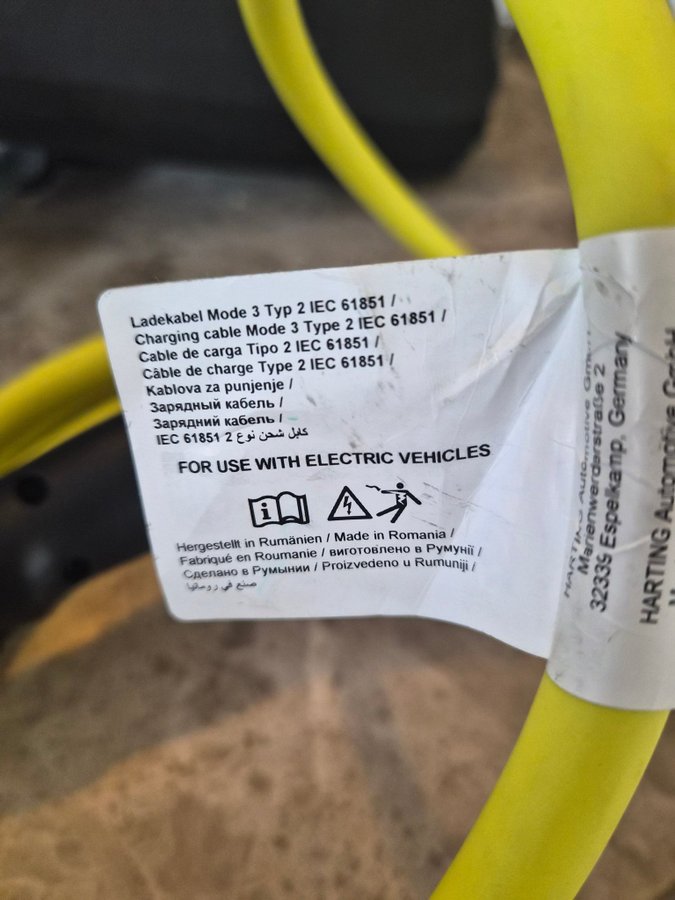 Ladekabel Mode 3 Typ 2 IEC 61851 /
Charging cable Mode 3 Type 2 IEC 61851 /
Cable de carga Tipo 2 IEC 61851 /
Câble de charge Type 2 IEC 61851 /
Kablova za punjenje /
Зарядный кабель /
Зарядний кабель /
IEC 61851 2 كابل شحن نوع
FOR USE WITH ELECTRIC VEHICLES
Hergestellt in Rumänien / Made in Romania /
Fabriqué en Roumanie / виготовлено в Румунії /
Сделано в Румынии / Proizvedeno u Rumuniji /
صنع في رومانيا
HARTING Automotive GmbH
Marienwerderstraße 2
32339 Espelkamp, Germany
HARTING Automotive GmbH